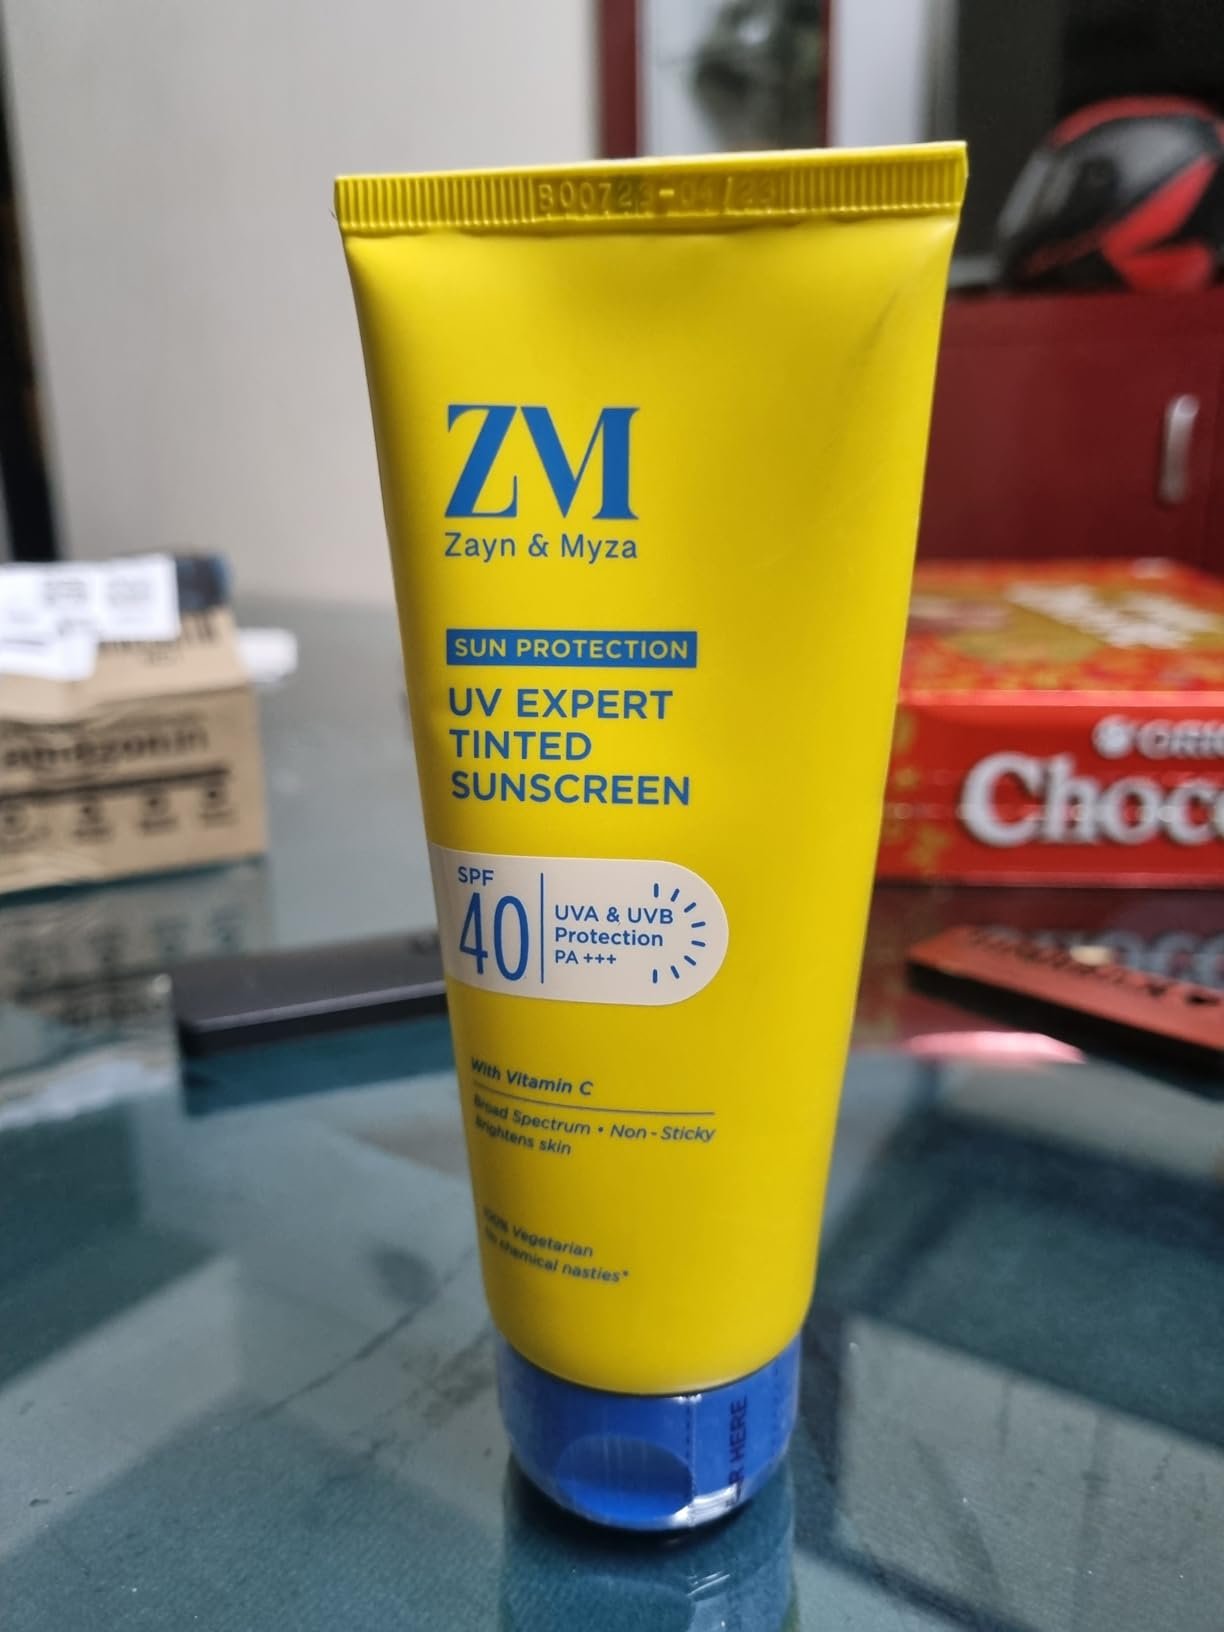 ZM
Zayn & Myza
SUN PROTECTION
UV EXPERT
TINTED
SUNSCREEN
SPF
40
UVA & UVB
Protection
PA +++
With Vitamin C
Broad Spectrum • Non-Sticky
Brightens skin
100% Vegetarian
No chemical nasties*
HERE
Choco